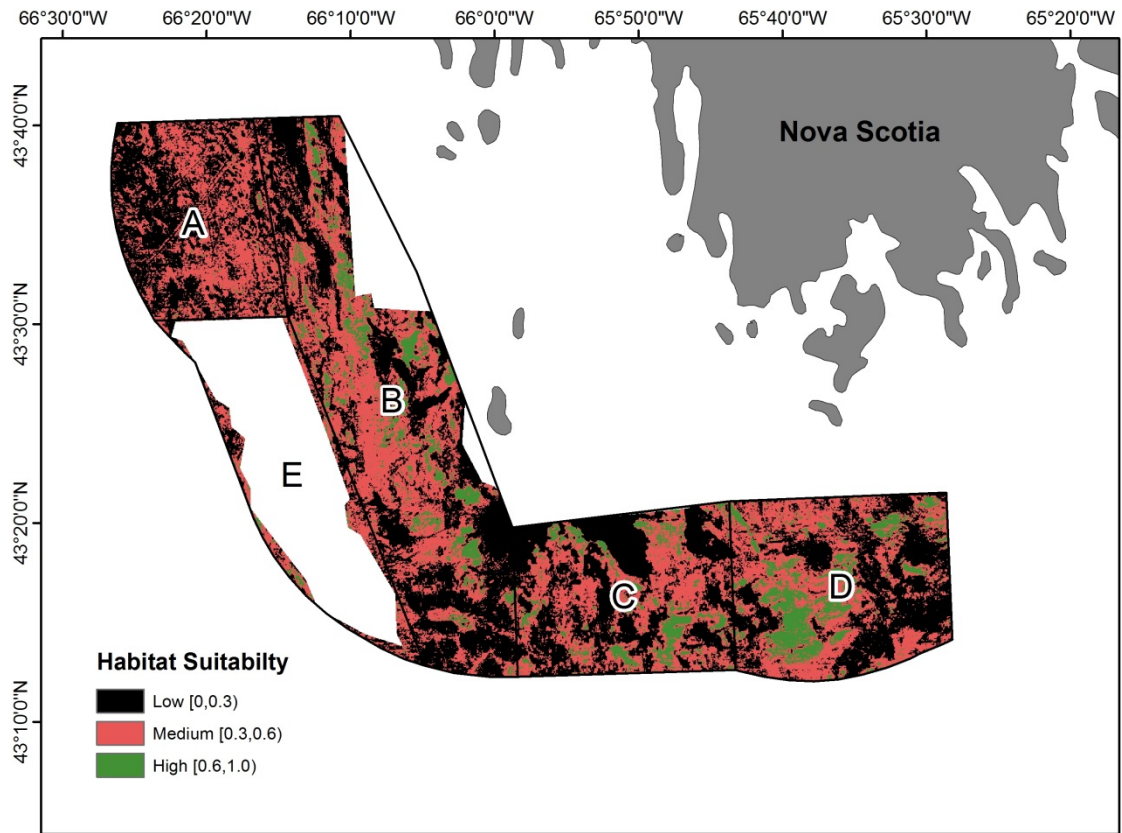 66°30'0"W 66°20'0"W 66°10'0"W 66°00'0"W 65°50'0"W 65°40'0"W 65°30'0"W 65°20'0"W
43°40'0"N
Nova Scotia
A
43°30'0"N
B
E
43°20'0"N
D
C
Habitat Suitabilty
Low [0,0.3)
43°10'0"N
Medium [0.3,0.6)
High [0.6,1.0)